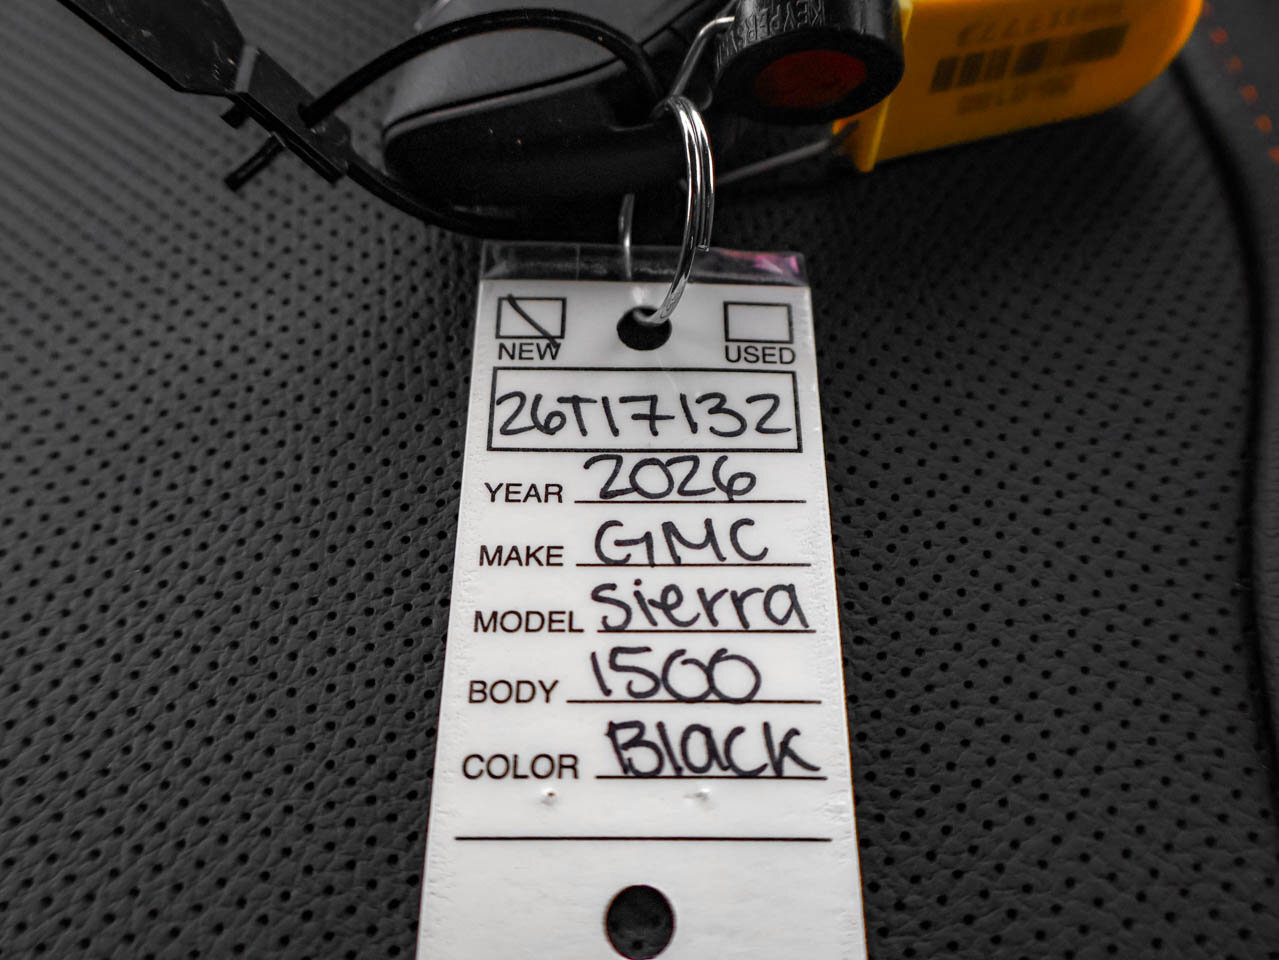 NEW USED
26T17132
YEAR 2026
MAKE GMC
MODEL Sierra
BODY 1500
COLOR Black